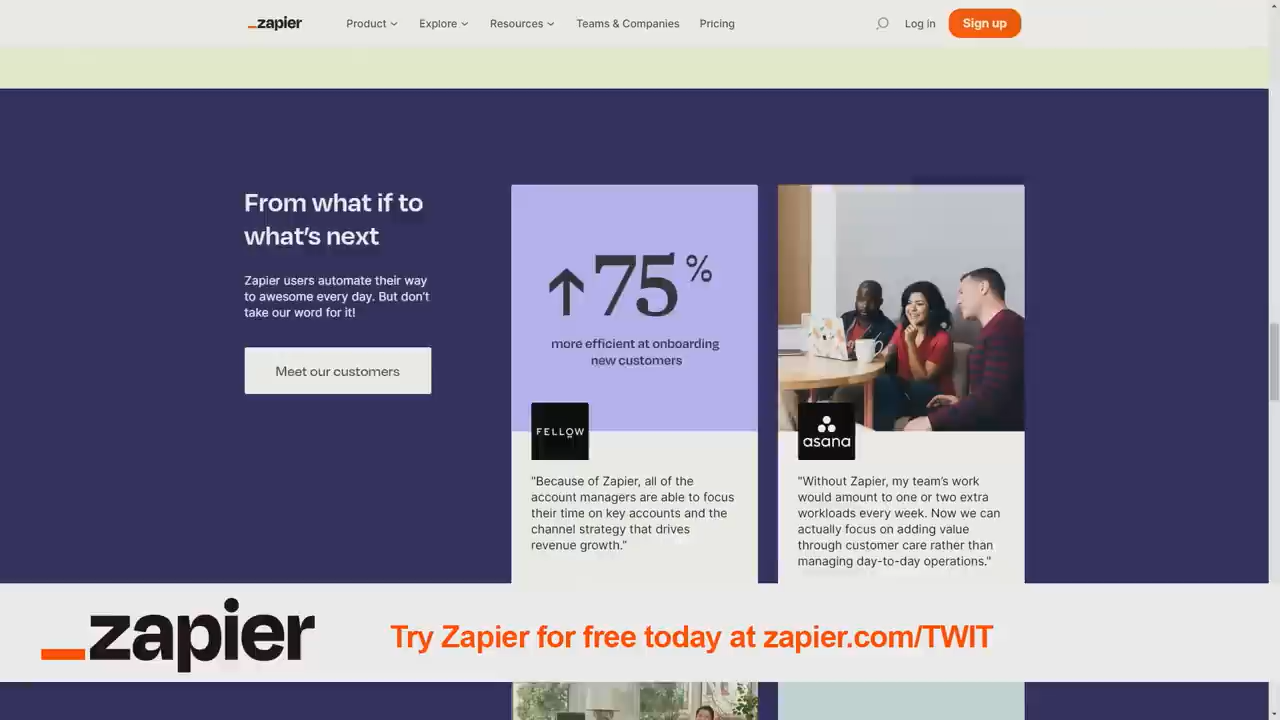 zapier
Product
Explore
Resources
Teams & Companies
Pricing
Log in
Sign up
From what if to
what's next
Zapier users automate their way
to awesome every day. But don't
take our word for it!
Meet our customers
↑75%
more efficient at onboarding
new customers
FELLOW
"Because of Zapier, all of the
account managers are able to focus
their time on key accounts and the
channel strategy that drives
revenue growth."
asana
"Without Zapier, my team's work
would amount to one or two extra
workloads every week. Now we can
actually focus on adding value
through customer care rather than
managing day-to-day operations."
zapier
Try Zapier for free today at zapier.com/TWIT